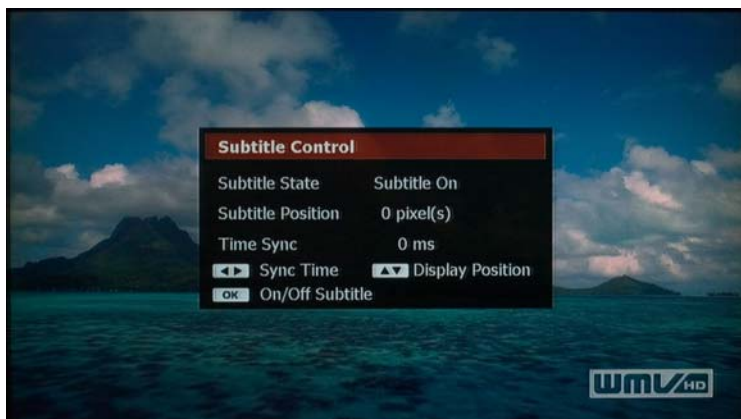 Subtitle Control
Subtitle State Subtitle On
Subtitle Position 0 pixel(s)
Time Sync 0 ms
Sync Time Display Position
OK On/Off Subtitle
WMV HD